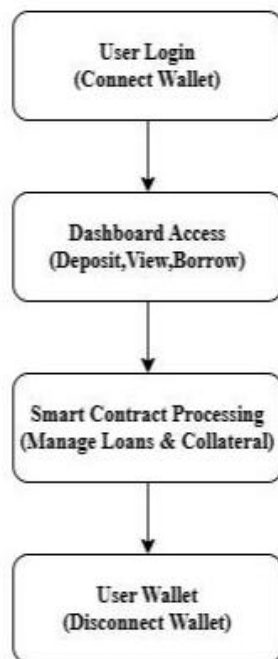 User Login
(Connect Wallet)
Dashboard Access
(Deposit,View,Borrow)
Smart Contract Processing
(Manage Loans & Collateral)
User Wallet
(Disconnect Wallet)